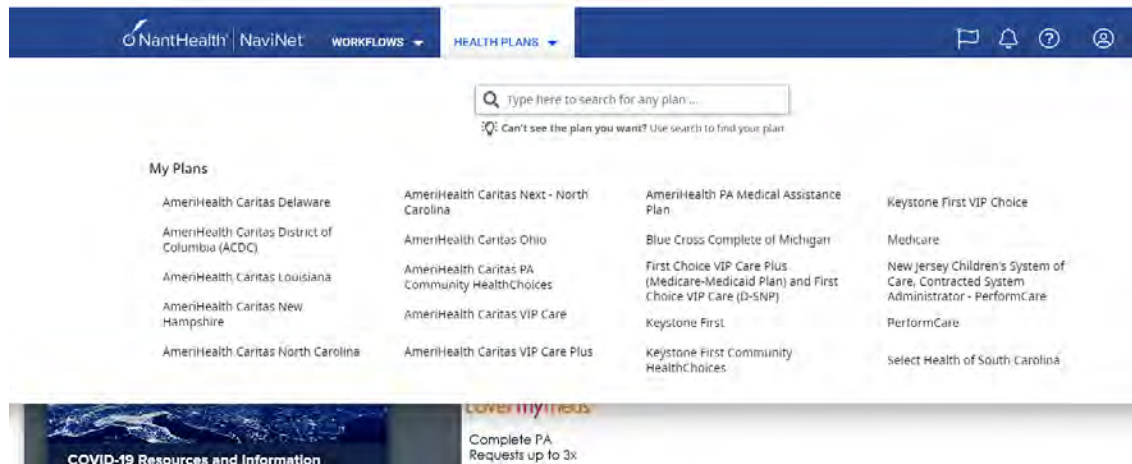 NantHealth® | NaviNet WORKFLOWS HEALTH PLANS
Type here to search for any plan ...
Can't see the plan you want? Use search to find your plan
My Plans
AmeriHealth Caritas Delaware
AmeriHealth Caritas District of
Columbia (ACDC)
AmeriHealth Caritas Louisiana
AmeriHealth Caritas New
Hampshire
AmeriHealth Caritas North Carolina
AmeriHealth Caritas Next - North
Carolina
AmeriHealth Caritas Ohio
AmeriHealth Caritas PA
Community HealthChoices
AmeriHealth Caritas VIP Care
AmeriHealth Caritas VIP Care Plus
AmeriHealth PA Medical Assistance
Plan
Blue Cross Complete of Michigan
First Choice VIP Care Plus
(Medicare-Medicaid Plan) and First
Choice VIP Care (D-SNP)
Keystone First
Keystone First Community
HealthChoices
Keystone First VIP Choice
Medicare
New Jersey Children's System of
Care, Contracted System
Administrator - PerformCare
PerformCare
Select Health of South Carolina
COVID-19 Resources and Information
covermymeds
Complete PA
Requests up to 3x